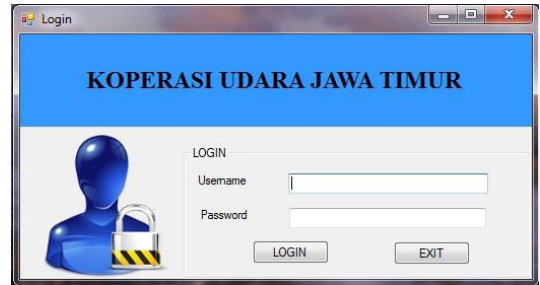 Login
KOPERASI UDARA JAWA TIMUR
LOGIN
Username
Password
LOGIN EXIT